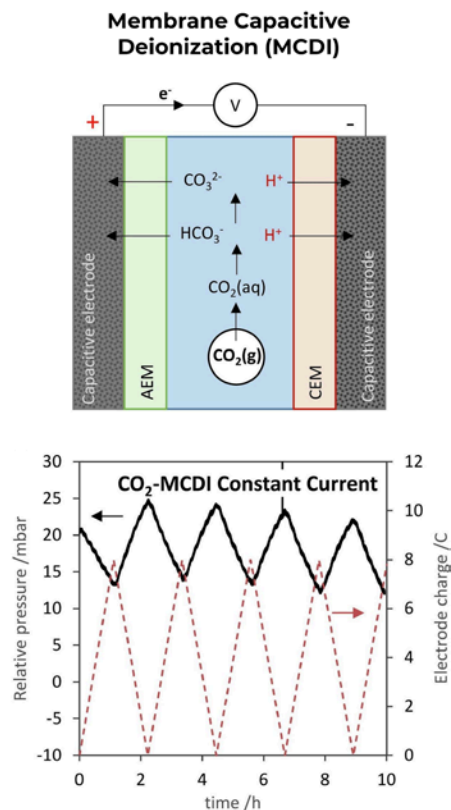 Membrane Capacitive
Deionization (MCDI)
e⁻
V
+
-
CO₃²⁻
H⁺
HCO₃⁻
H⁺
CO₂(aq)
CO₂(g)
Capacitive electrode
AEM
CEM
Capacitive electrode
CO₂-MCDI Constant Current
Relative pressure /mbar
30
25
20
15
10
5
0
-5
-10
Electrode charge /C
12
10
8
6
4
2
0
0
2
4
6
8
10
time /h